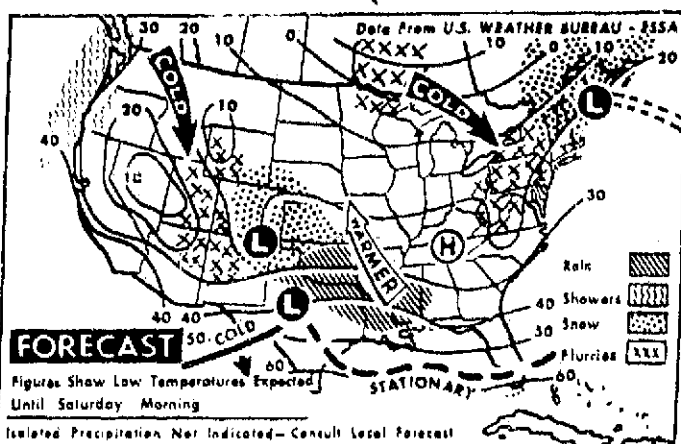 Data From U.S. WEATHER BUREAU - ESSA
30 20 10 0 10 0 10 20
COLD
COLD
40
20 10
10
L
30
L
H
WARMER
Rain
Showers
Snow
Flurries
XXX
L
40 40
50 COLD
40
50
60
60
STATIONARY
FORECAST
Figures Show Low Temperatures Expected
Until Saturday Morning
Isolated Precipitation Not Indicated - Consult Local Forecast